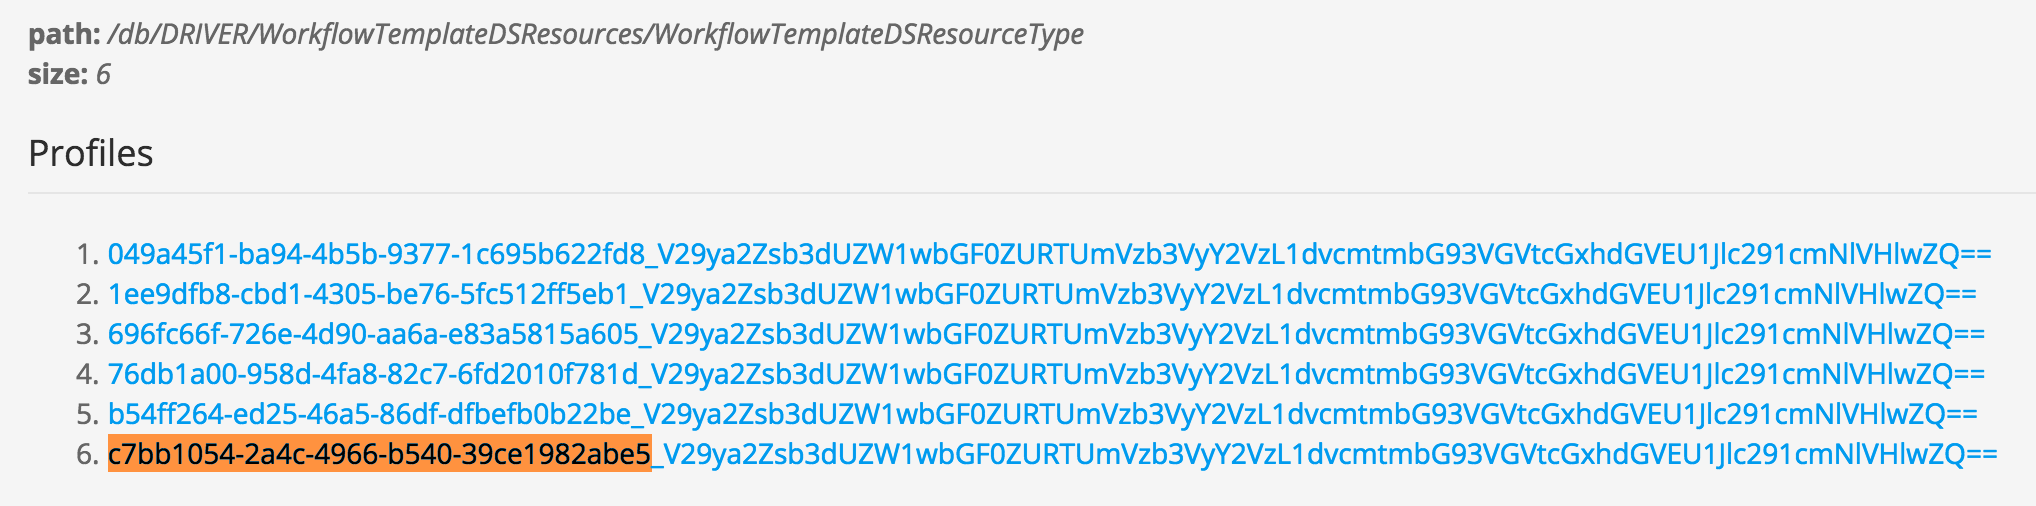 path: /db/DRIVER/WorkflowTemplateDSResources/WorkflowTemplateDSResourceType
size: 6
Profiles
1. 049a45f1-ba94-4b5b-9377-1c695b622fd8_V29ya2Zsb3dUZW1wbGF0ZURTUmVzb3VyY2VzL1dvcmtmbG93VGVtcGxhdGVEU1Jlc291cmNlVHlwZQ==
2. 1ee9dfb8-cbd1-4305-be76-5fc512ff5eb1_V29ya2Zsb3dUZW1wbGF0ZURTUmVzb3VyY2VzL1dvcmtmbG93VGVtcGxhdGVEU1Jlc291cmNlVHlwZQ==
3. 696fc66f-726e-4d90-aa6a-e83a5815a605_V29ya2Zsb3dUZW1wbGF0ZURTUmVzb3VyY2VzL1dvcmtmbG93VGVtcGxhdGVEU1Jlc291cmNlVHlwZQ==
4. 76db1a00-958d-4fa8-82c7-6fd2010f781d_V29ya2Zsb3dUZW1wbGF0ZURTUmVzb3VyY2VzL1dvcmtmbG93VGVtcGxhdGVEU1Jlc291cmNlVHlwZQ==
5. b54ff264-ed25-46a5-86df-dfbefb0b22be_V29ya2Zsb3dUZW1wbGF0ZURTUmVzb3VyY2VzL1dvcmtmbG93VGVtcGxhdGVEU1Jlc291cmNlVHlwZQ==
6. c7bb1054-2a4c-4966-b540-39ce1982abe5_V29ya2Zsb3dUZW1wbGF0ZURTUmVzb3VyY2VzL1dvcmtmbG93VGVtcGxhdGVEU1Jlc291cmNlVHlwZQ==